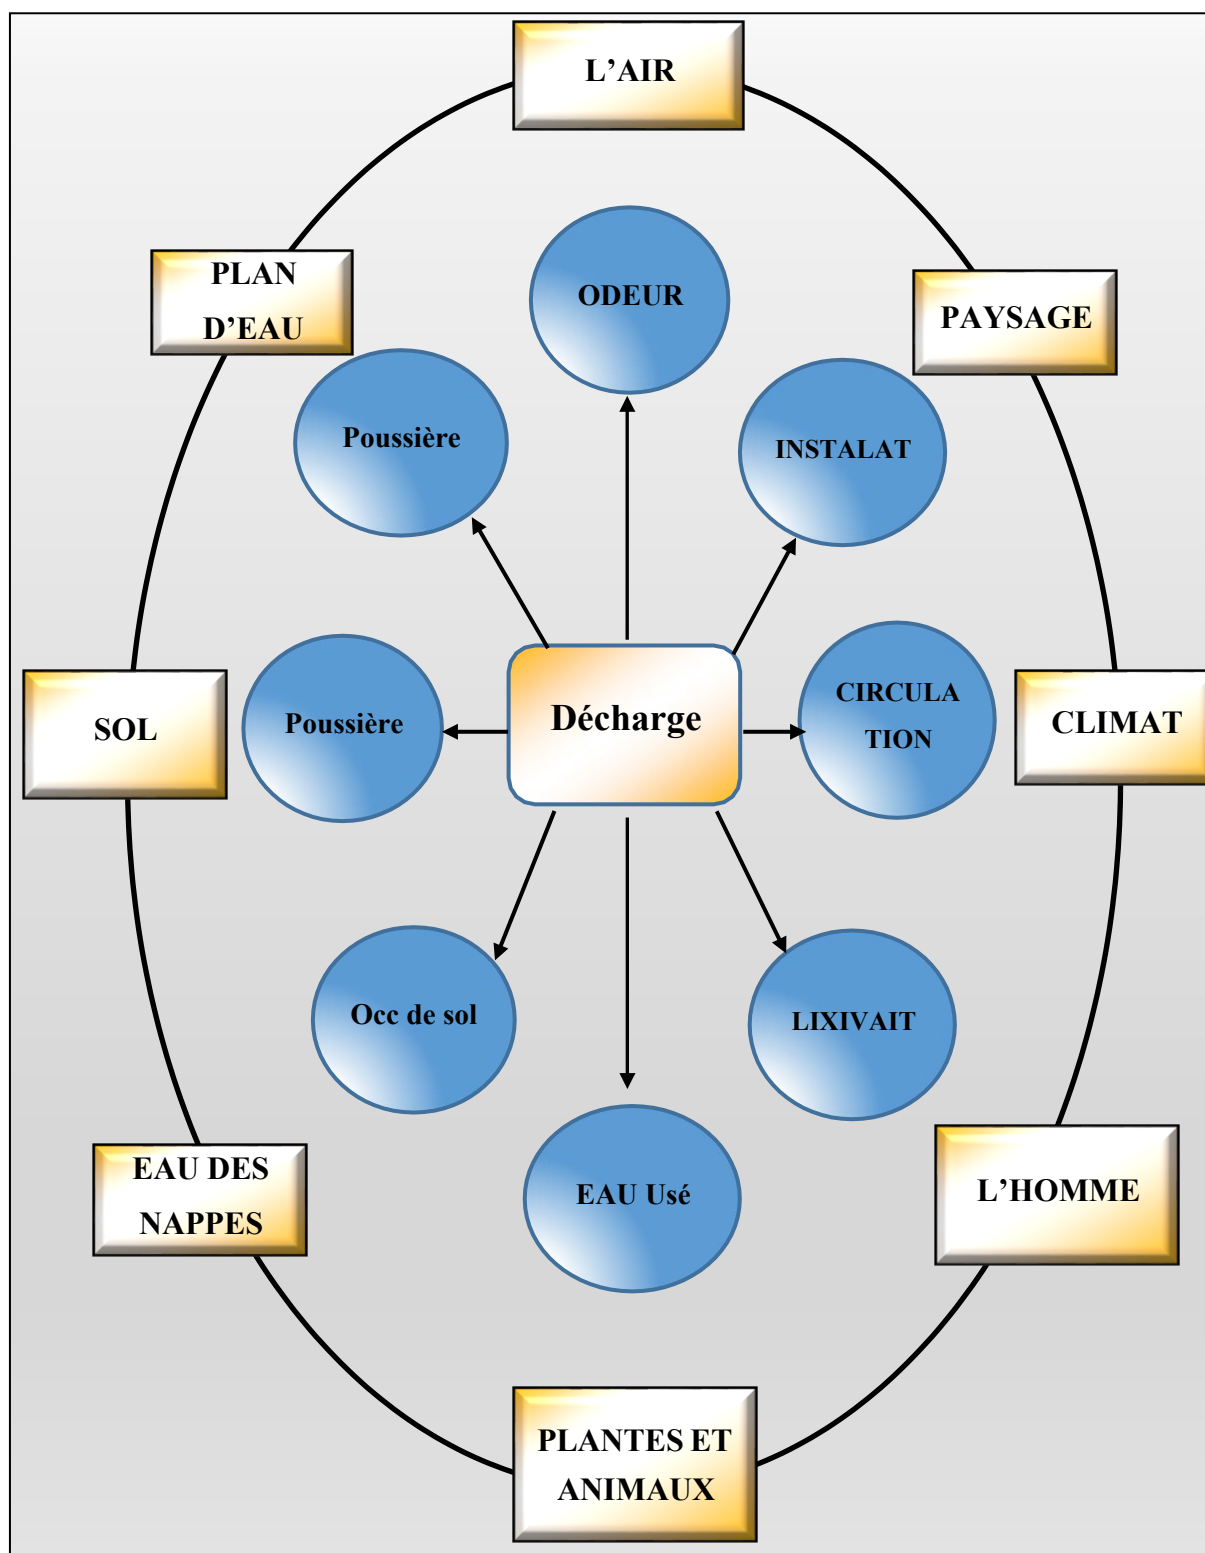 L’AIR
PLAN
D’EAU
ODEUR
PAYSAGE
Poussière
INSTALAT
SOL
Poussière
Décharge
CIRCULA
TION
CLIMAT
Occ de sol
LIXIVAIT
EAU DES
NAPPES
EAU Usé
L’HOMME
PLANTES ET
ANIMAUX